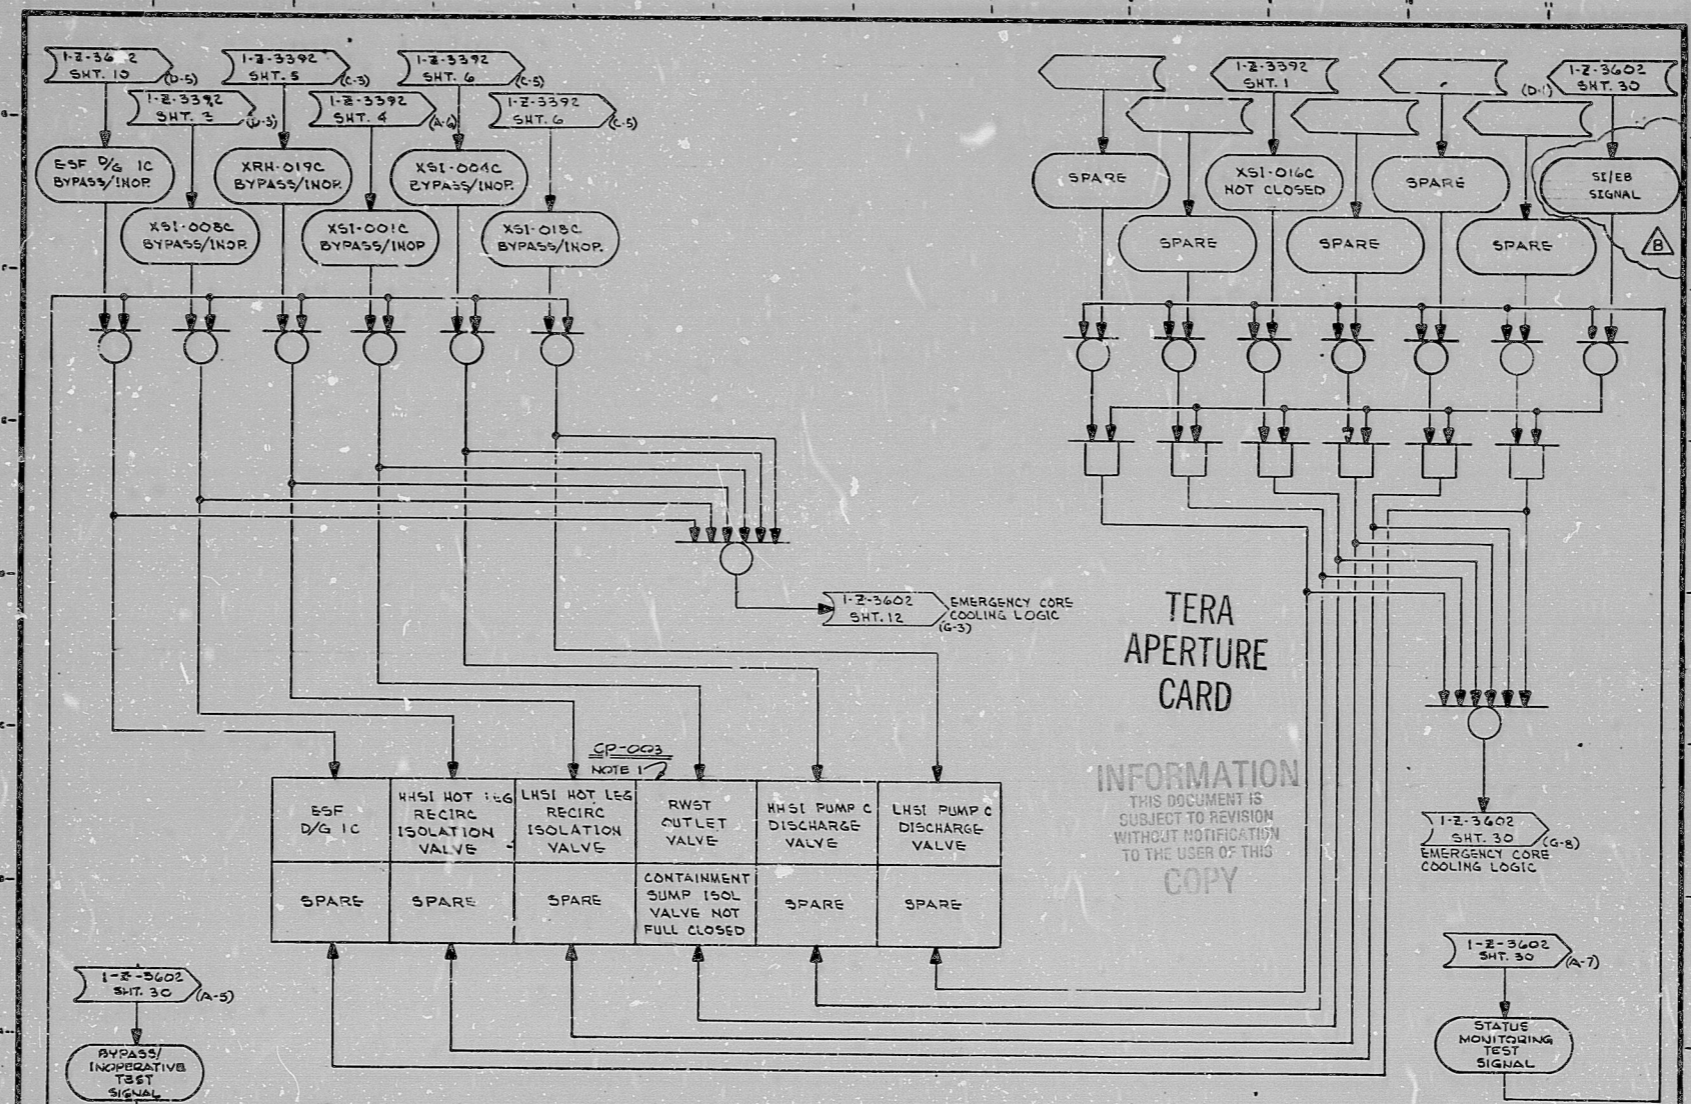 SHT. 10
(D-5)
1-Z-3392
SHT. 5
(C-3)
1-Z-3392
SHT. 6
(C-5)
1-Z-3392
SHT. 3
1-Z-3392
SHT. 4
(A-6)
1-Z-3392
SHT. 6
(C-5)
1-Z-3392
SHT. 1
(D-1)
1-Z-3602
SHT. 30
ESF D/G 1C
BYPASS/INOP.
XRH-019C
BYPASS/INOP.
XSI-004C
BYPASS/INOP.
XSI-008C
BYPASS/INOP.
XSI-001C
BYPASS/INOP
XSI-018C
BYPASS/INOP.
SPARE
XSI-016C
NOT CLOSED
SPARE
SI/EB
SIGNAL
SPARE
SPARE
SPARE
B
1-Z-3602
SHT. 12
(G-3)
EMERGENCY CORE
COOLING LOGIC
TERA
APERTURE
CARD
INFORMATION
THIS DOCUMENT IS
SUBJECT TO REVISION
WITHOUT NOTIFICATION
TO THE USER OF THIS
COPY
1-Z-3602
SHT. 30
(G-8)
EMERGENCY CORE
COOLING LOGIC
CP-003
NOTE 1
ESF
D/G 1C
HHSI HOT LEG
RECIRC
ISOLATION
VALVE
LHSI HOT LEG
RECIRC
ISOLATION
VALVE
RWST
OUTLET
VALVE
HHSI PUMP C
DISCHARGE
VALVE
LHSI PUMP C
DISCHARGE
VALVE
SPARE
SPARE
SPARE
CONTAINMENT
SUMP ISOL
VALVE NOT
FULL CLOSED
SPARE
SPARE
1-Z-3602
SHT. 30
(A-5)
BYPASS/
INOPERATIVE
TEST
SIGNAL
1-Z-3602
SHT. 30
(A-7)
STATUS
MONITORING
TEST
SIGNAL